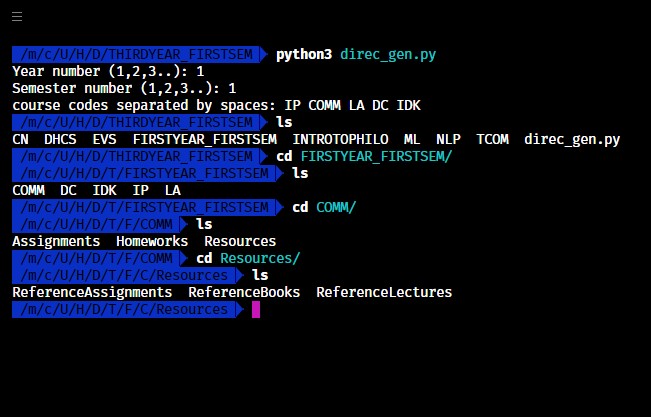 /m/c/U/H/D/THIRDYEAR_FIRSTSEM python3 direc_gen.py
Year number (1,2,3..): 1
Semester number (1,2,3..): 1
course codes separated by spaces: IP COMM LA DC IDK
/m/c/U/H/D/THIRDYEAR_FIRSTSEM ls
CN DHCS EVS FIRSTYEAR_FIRSTSEM INTROTOPHILO ML NLP TCOM direc_gen.py
/m/c/U/H/D/THIRDYEAR_FIRSTSEM cd FIRSTYEAR_FIRSTSEM/
/m/c/U/H/D/T/FIRSTYEAR_FIRSTSEM ls
COMM DC IDK IP LA
/m/c/U/H/D/T/FIRSTYEAR_FIRSTSEM cd COMM/
/m/c/U/H/D/T/F/COMM ls
Assignments Homeworks Resources
/m/c/U/H/D/T/F/COMM cd Resources/
/m/c/U/H/D/T/F/C/Resources ls
ReferenceAssignments ReferenceBooks ReferenceLectures
/m/c/U/H/D/T/F/C/Resources